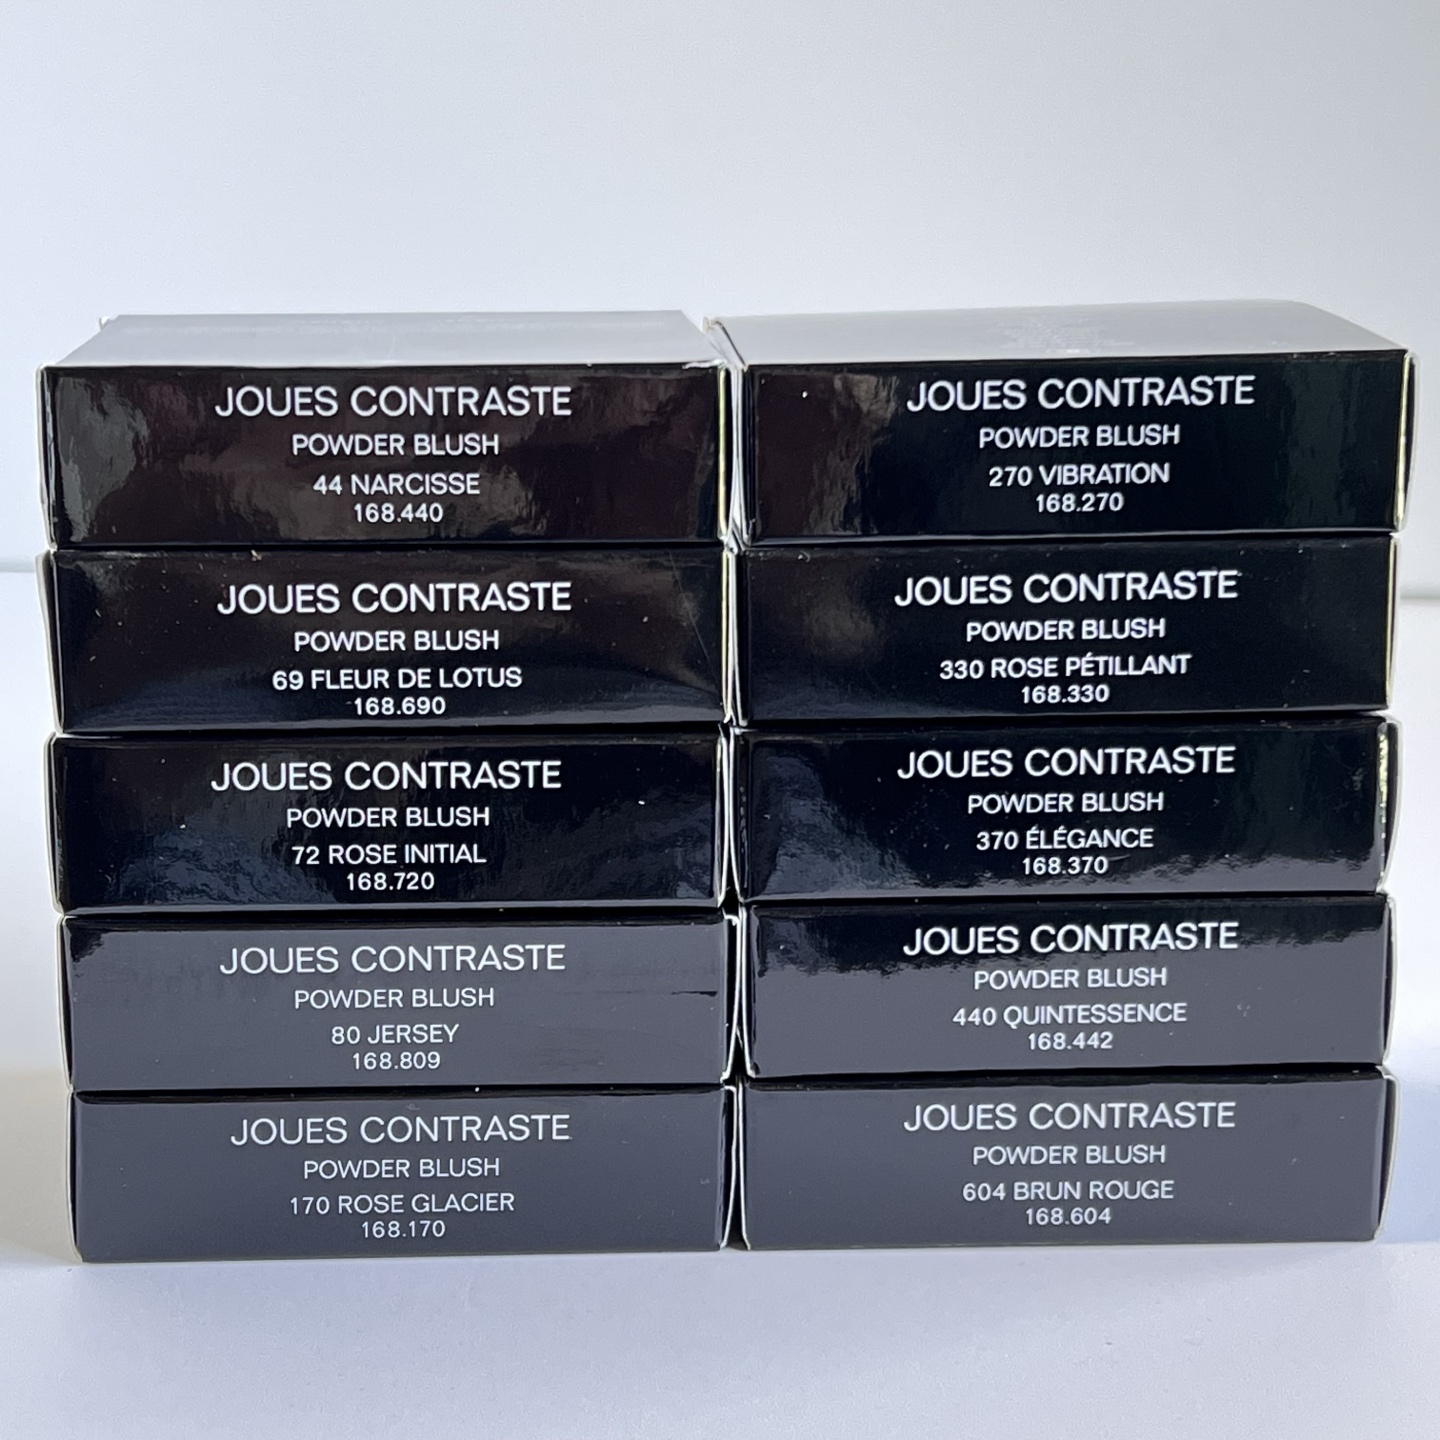 JOUES CONTRASTE
POWDER BLUSH
44 NARCISSE
168.440
JOUES CONTRASTE
POWDER BLUSH
69 FLEUR DE LOTUS
168.690
JOUES CONTRASTE
POWDER BLUSH
72 ROSE INITIAL
168.720
JOUES CONTRASTE
POWDER BLUSH
80 JERSEY
168.809
JOUES CONTRASTE
POWDER BLUSH
170 ROSE GLACIER
168.170
JOUES CONTRASTE
POWDER BLUSH
270 VIBRATION
168.270
JOUES CONTRASTE
POWDER BLUSH
330 ROSE PÉTILLANT
168.330
JOUES CONTRASTE
POWDER BLUSH
370 ÉLÉGANCE
168.370
JOUES CONTRASTE
POWDER BLUSH
440 QUINTESSENCE
168.442
JOUES CONTRASTE
POWDER BLUSH
604 BRUN ROUGE
168.604